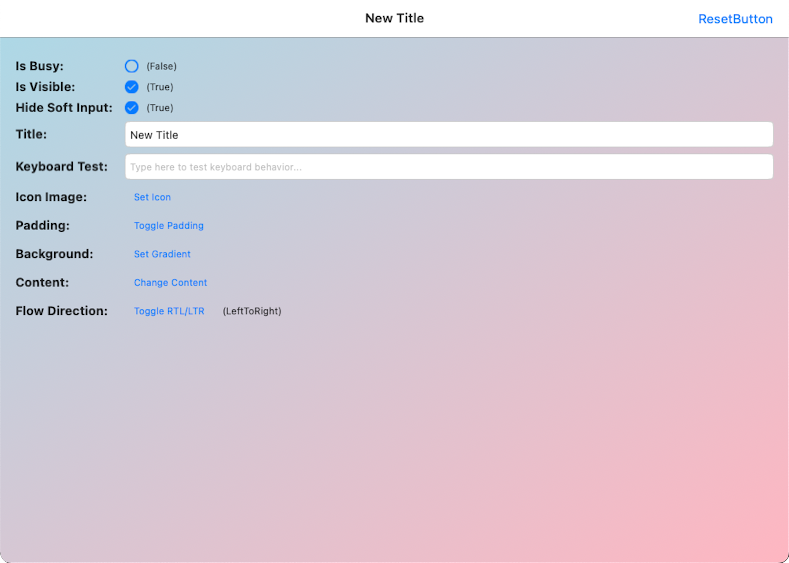 New Title
ResetButton
Is Busy: (False)
Is Visible: (True)
Hide Soft Input: (True)
Title: New Title
Keyboard Test: Type here to test keyboard behavior...
Icon Image: Set Icon
Padding: Toggle Padding
Background: Set Gradient
Content: Change Content
Flow Direction: Toggle RTL/LTR (LeftToRight)